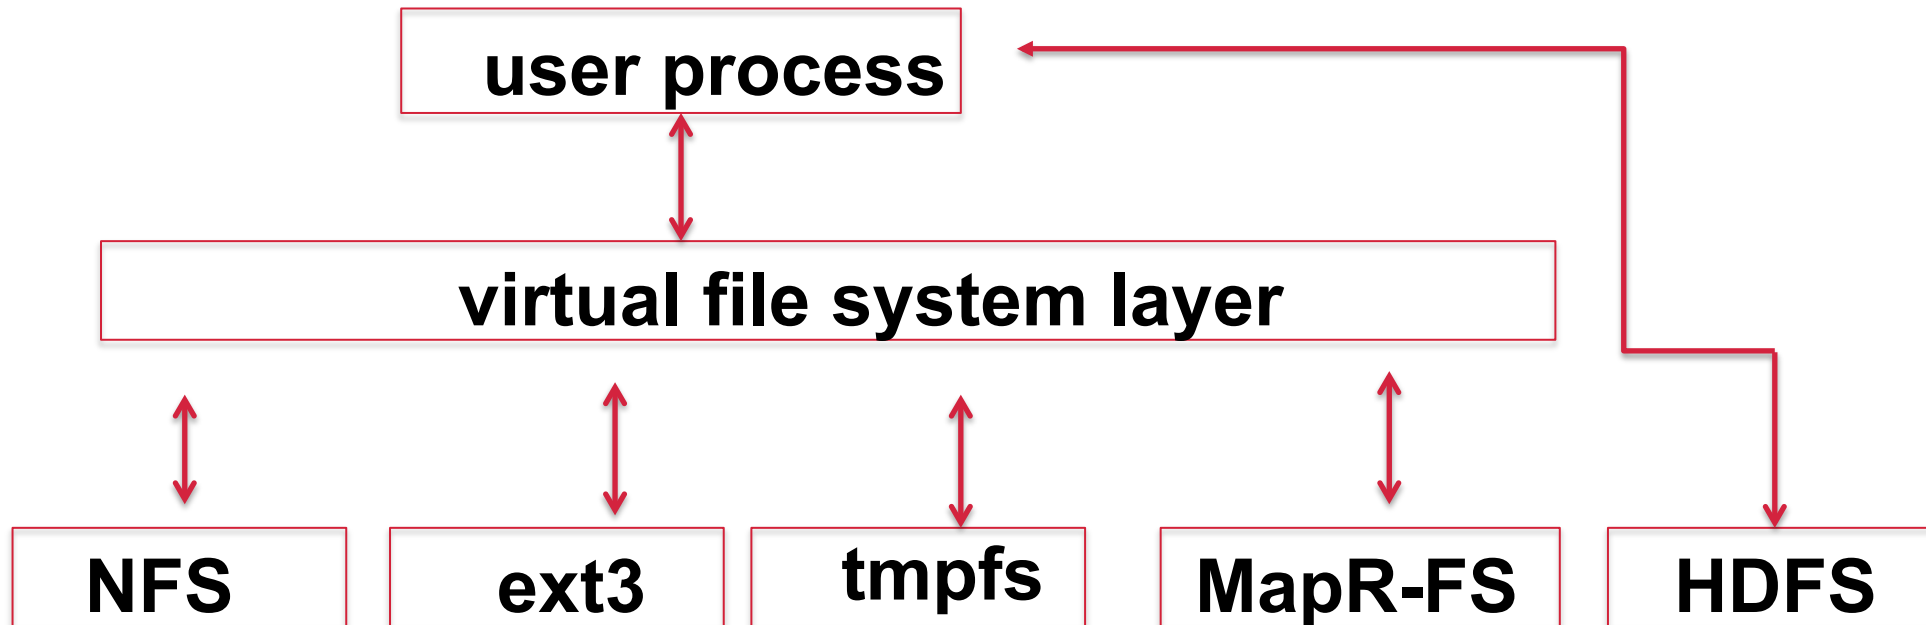 user process
virtual file system layer
NFS
ext3
tmpfs
MapR-FS
HDFS